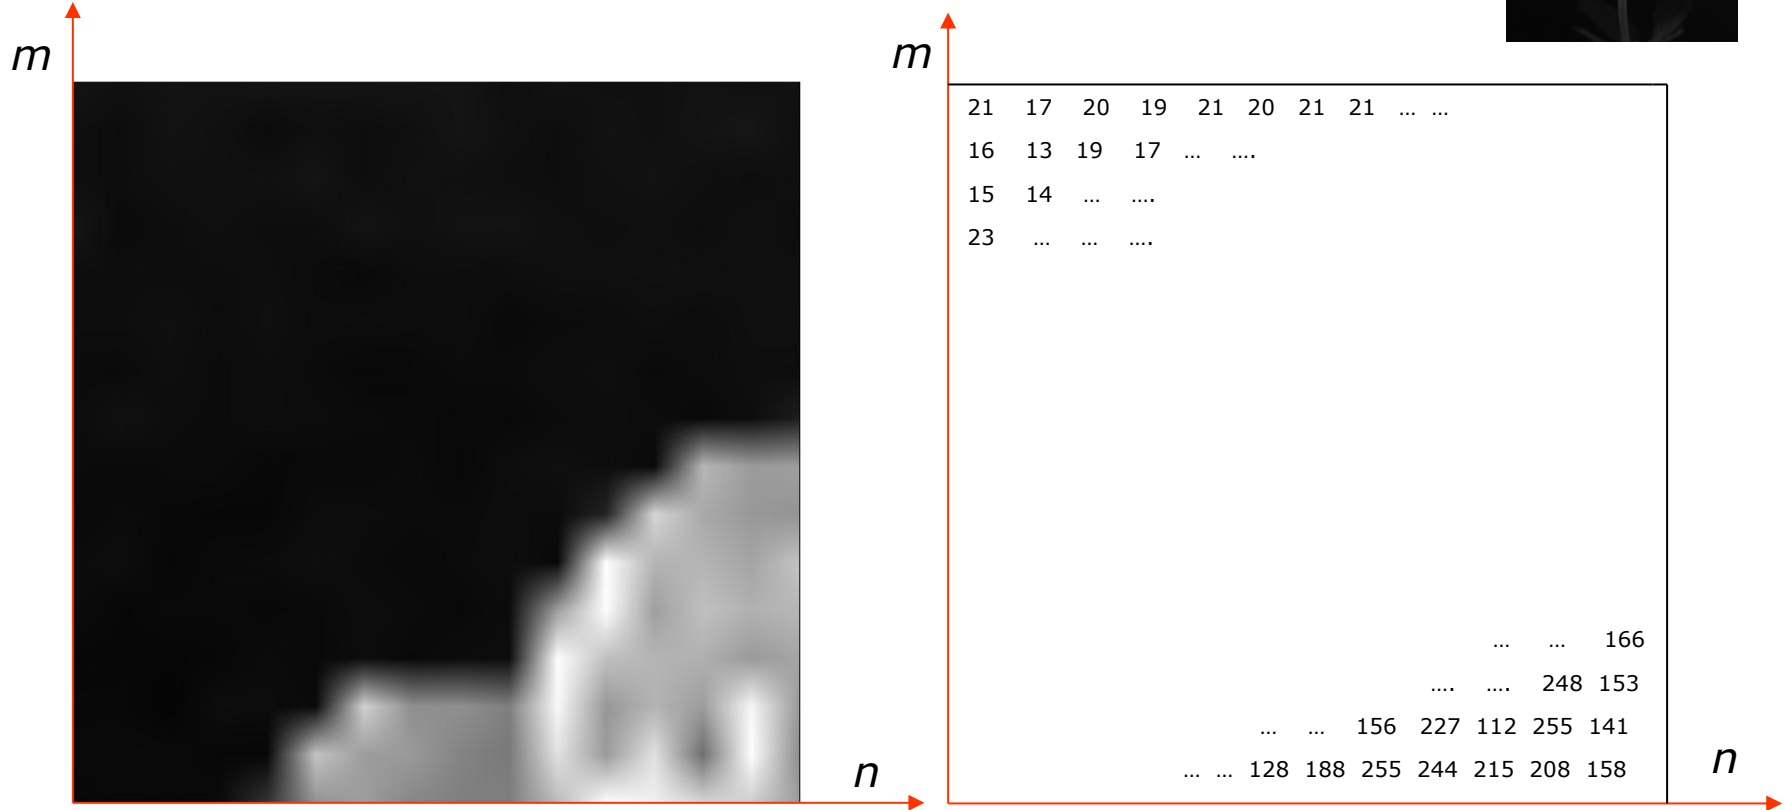 m
n
m
21 17 20 19 21 20 21 21 … …
16 13 19 17 … ….
15 14 … ….
23 … … ….
… … 166
…. …. 248 153
… … 156 227 112 255 141
… … 128 188 255 244 215 208 158
n